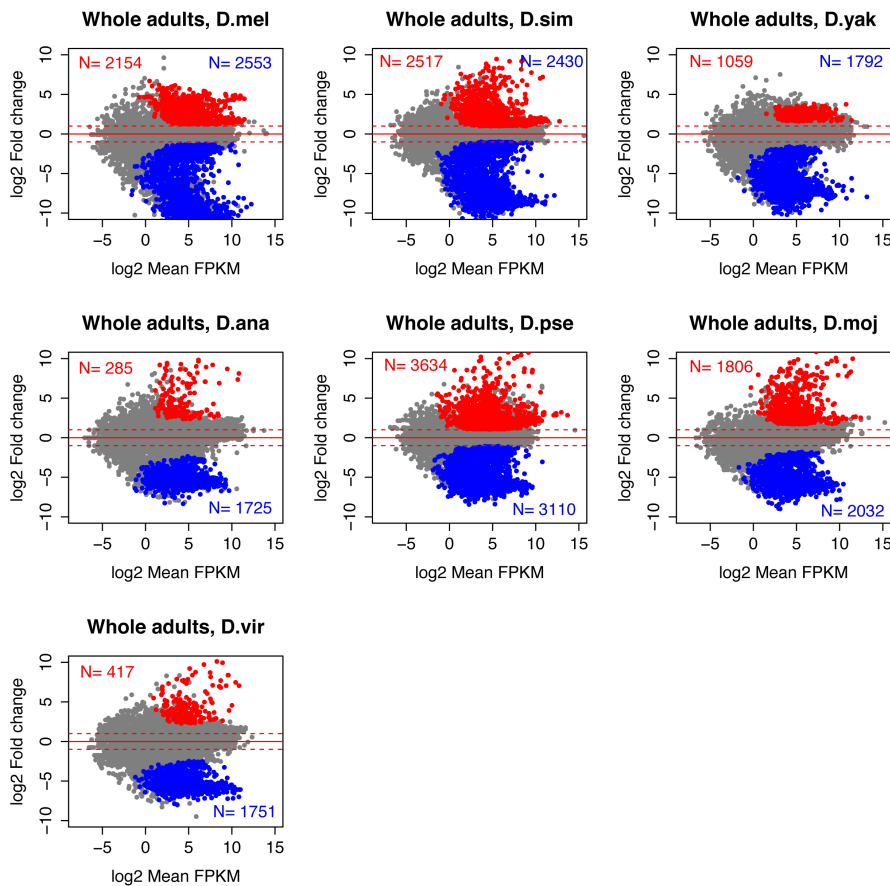 Whole adults, D.mel
N= 2154
N= 2553
log2 Fold change
10
5
0
−5
−10
−5 0 5 10 15
log2 Mean FPKM
Whole adults, D.sim
N= 2517
N= 2430
log2 Fold change
10
5
0
−5
−10
−5 0 5 10 15
log2 Mean FPKM
Whole adults, D.yak
N= 1059
N= 1792
log2 Fold change
10
5
0
−5
−10
−5 0 5 10 15
log2 Mean FPKM
Whole adults, D.ana
N= 285
N= 1725
log2 Fold change
10
5
0
−5
−10
−5 0 5 10 15
log2 Mean FPKM
Whole adults, D.pse
N= 3634
N= 3110
log2 Fold change
10
5
0
−5
−10
−5 0 5 10 15
log2 Mean FPKM
Whole adults, D.moj
N= 1806
N= 2032
log2 Fold change
10
5
0
−5
−10
−5 0 5 10 15
log2 Mean FPKM
Whole adults, D.vir
N= 417
N= 1751
log2 Fold change
10
5
0
−5
−10
−5 0 5 10 15
log2 Mean FPKM